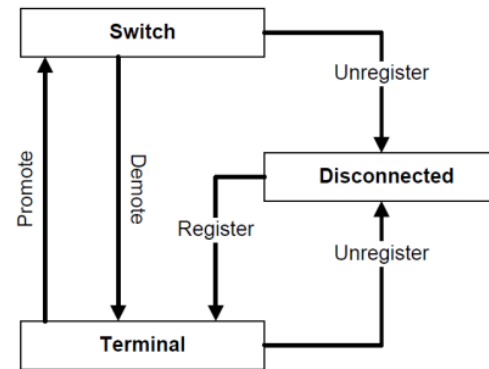 Switch
Unregister
Promote
Demote
Disconnected
Register
Unregister
Terminal